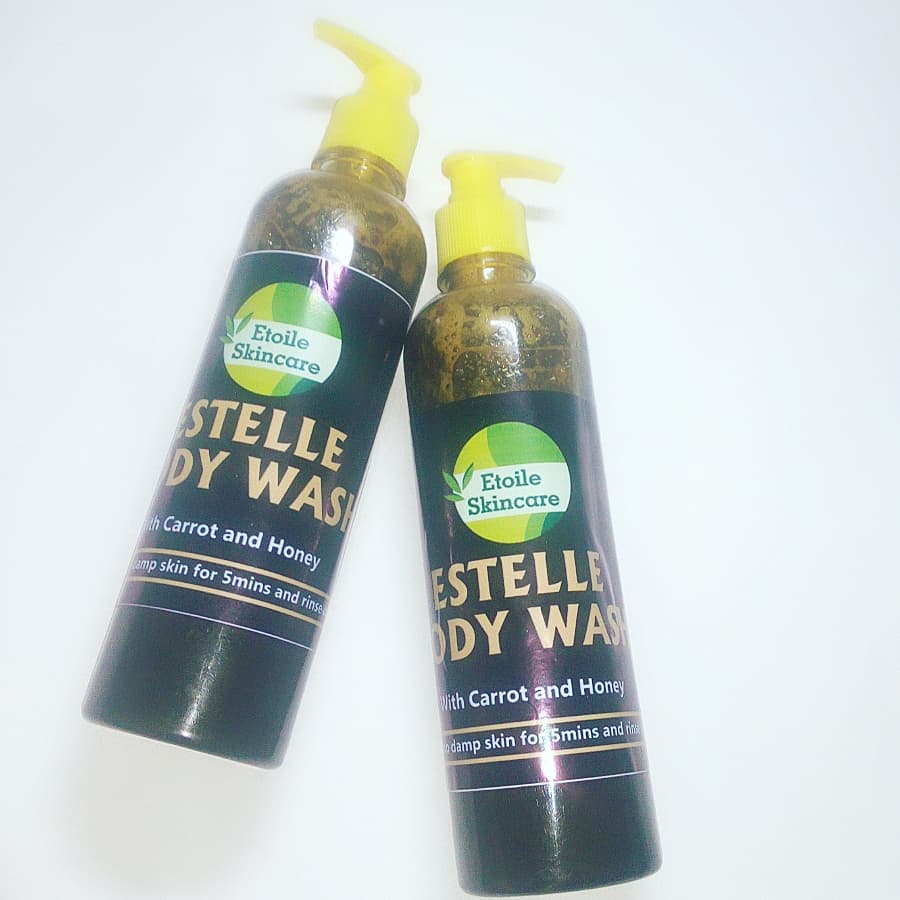 Etoile
Skincare
ESTELLE
ODY WASH
With Carrot and Honey
damp skin for 5mins and rinse
Etoile
Skincare
ESTELLE
ODY WASH
With Carrot and Honey
o damp skin for 5mins and rinse